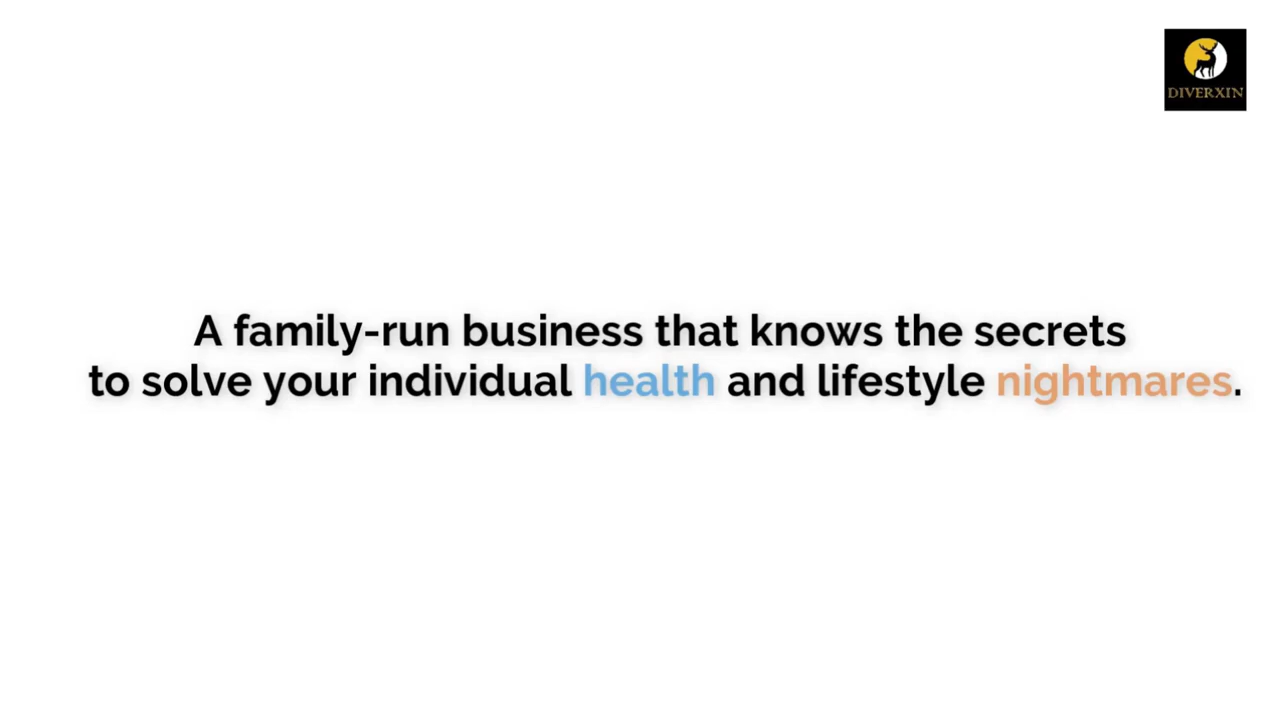 DIVERXIN
A family-run business that knows the secrets
to solve your individual health and lifestyle nightmares.